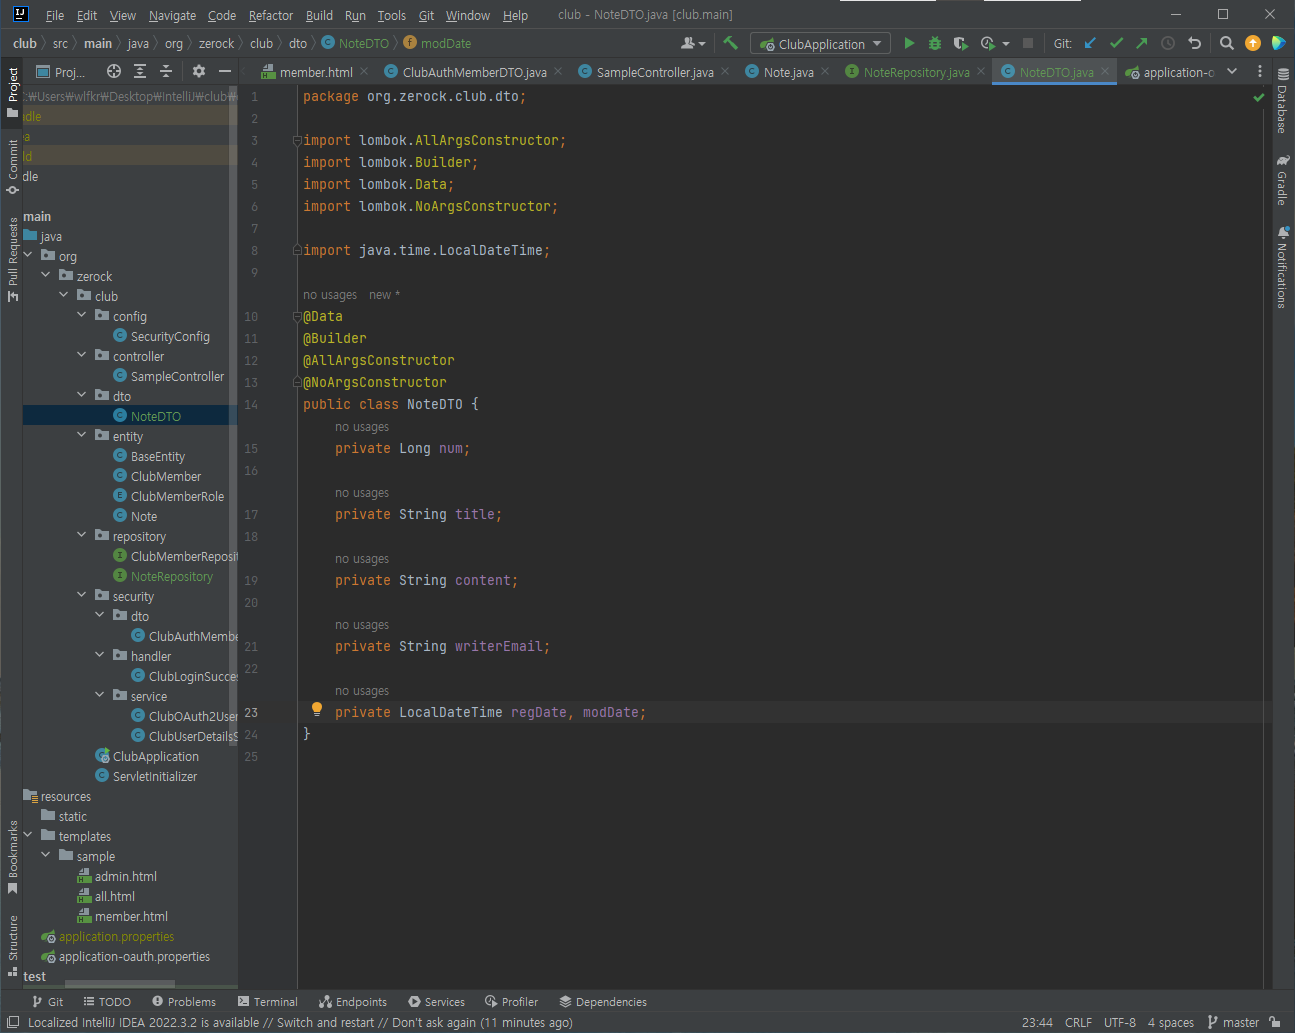 File Edit View Navigate Code Refactor Build Run Tools Git Window Help club - NoteDTO.java [club.main]
club src main java org zerock club dto NoteDTO modDate ClubApplication Git:
Project
Commit
Pull Requests
Bookmarks
Structure
Proj...
:₩Users₩wlfkr₩Desktop₩IntelliJ₩club₩
dle
a
d
dle
main
java
org
zerock
club
config
SecurityConfig
controller
SampleController
dto
NoteDTO
entity
BaseEntity
ClubMember
ClubMemberRole
Note
repository
ClubMemberReposit
NoteRepository
security
dto
ClubAuthMembe
handler
ClubLoginSucces
service
ClubOAuth2User
ClubUserDetailsS
ClubApplication
ServletInitializer
resources
static
templates
sample
admin.html
all.html
member.html
application.properties
application-oauth.properties
test
member.html ClubAuthMemberDTO.java SampleController.java Note.java NoteRepository.java NoteDTO.java application-o
1 package org.zerock.club.dto;
2
3 import lombok.AllArgsConstructor;
4 import lombok.Builder;
5 import lombok.Data;
6 import lombok.NoArgsConstructor;
7
8 import java.time.LocalDateTime;
9
no usages new *
10 @Data
11 @Builder
12 @AllArgsConstructor
13 @NoArgsConstructor
14 public class NoteDTO {
no usages
15 private Long num;
16
no usages
17 private String title;
18
no usages
19 private String content;
20
no usages
21 private String writerEmail;
22
no usages
23 private LocalDateTime regDate, modDate;
24 }
25
Database
Gradle
Notifications
Git TODO Problems Terminal Endpoints Services Profiler Dependencies
Localized IntelliJ IDEA 2022.3.2 is available // Switch and restart // Don't ask again (11 minutes ago) 23:44 CRLF UTF-8 4 spaces master